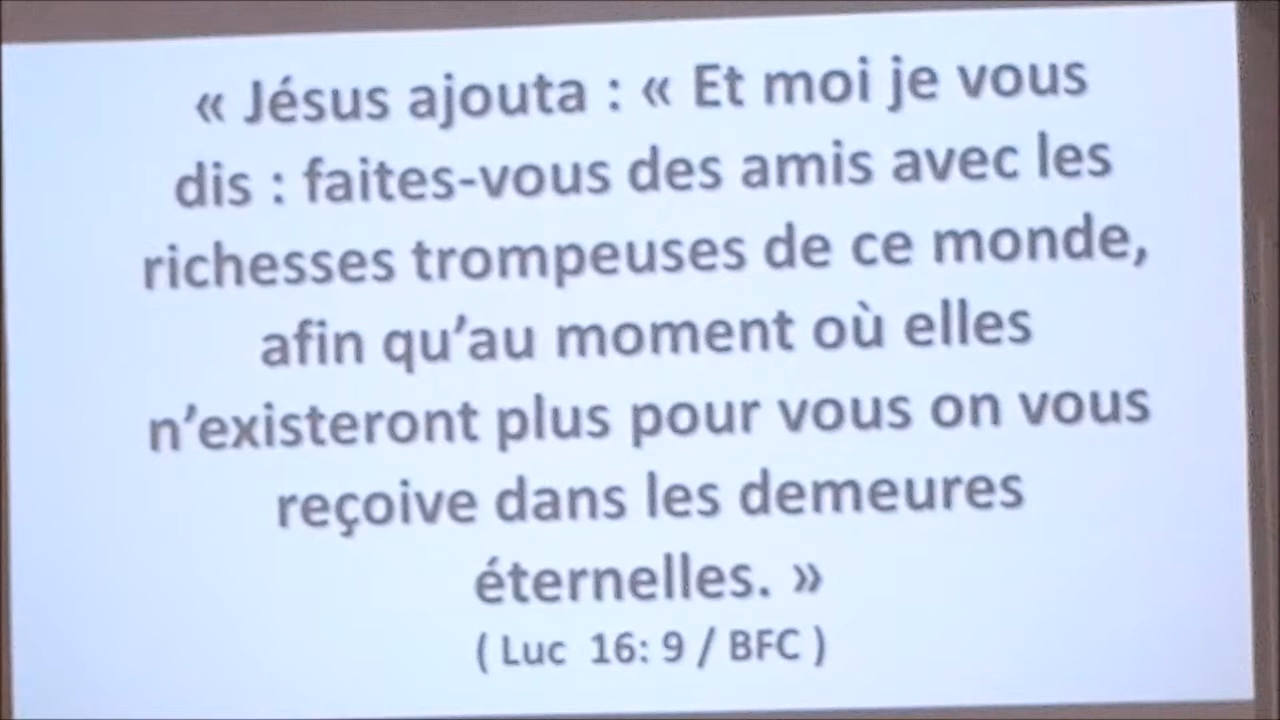 « Jésus ajouta : « Et moi je vous
dis : faites-vous des amis avec les
richesses trompeuses de ce monde,
afin qu’au moment où elles
n’existeront plus pour vous on vous
reçoive dans les demeures
éternelles. »
( Luc  16: 9 / BFC )